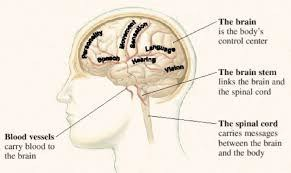 The brain
is the body's
control center
Personality
Movement
Sensation
Language
Speech
Hearing
Vision
The brain stem
links the brain and
the spinal cord
The spinal cord
carries messages
between the brain
and the body
Blood vessels
carry blood to
the brain